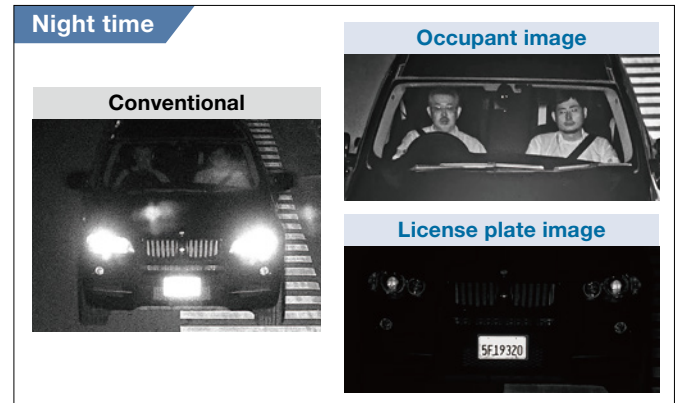 Night time
Conventional
Occupant image
License plate image
5F19320